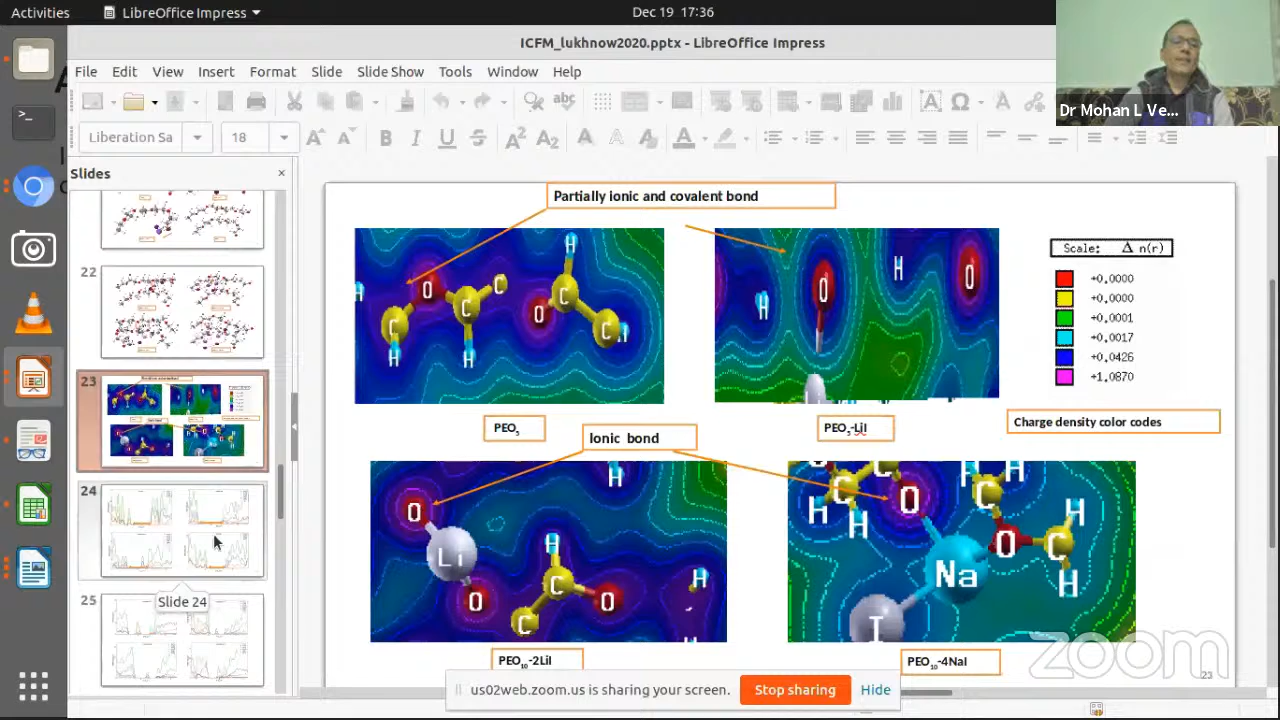 Activities
LibreOffice Impress
Dec 19 17:36
ICFM_lukhnow2020.pptx - LibreOffice Impress
File Edit View Insert Format Slide Slide Show Tools Window Help
Liberation Sa
18
Dr Mohan L Ve...
Slides
22
23
24
Slide 24
25
Partially ionic and covalent bond
H
O
C
C
C
H
H
O
C
H
C
H
H
O
H
O
Scale: Δ n(r)
+0.0000
+0.0000
+0.0001
+0.0017
+0.0426
+1.0870
PEO₅
PEO₅-LiI
Charge density color codes
Ionic bond
O
Li
O
H
C
C
O
H
H
H
C
H
H
C
O
H
H
C
O
C
H
H
Na
I
PEO₁₀-2LiI
PEO₁₀-4NaI
zoom
23
us02web.zoom.us is sharing your screen.
Stop sharing
Hide